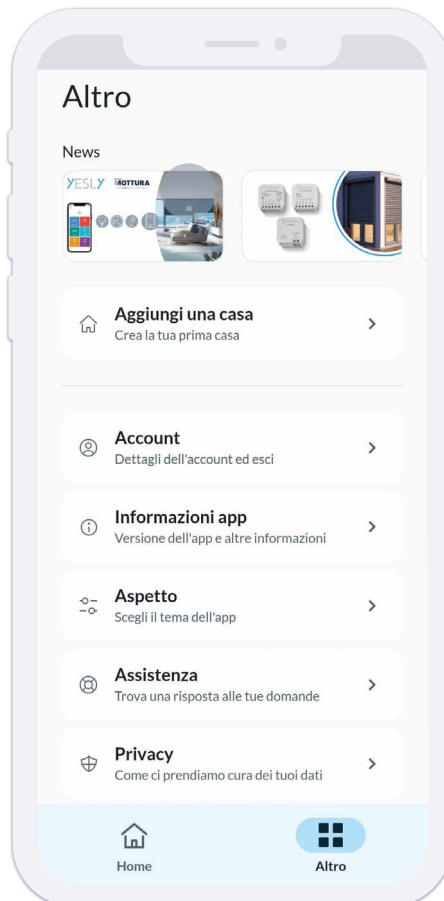 Altro
News
YESLY MOTTURA
Aggiungi una casa
Crea la tua prima casa
Account
Dettagli dell'account ed esci
Informazioni app
Versione dell'app e altre informazioni
Aspetto
Scegli il tema dell'app
Assistenza
Trova una risposta alle tue domande
Privacy
Come ci prendiamo cura dei tuoi dati
Home Altro